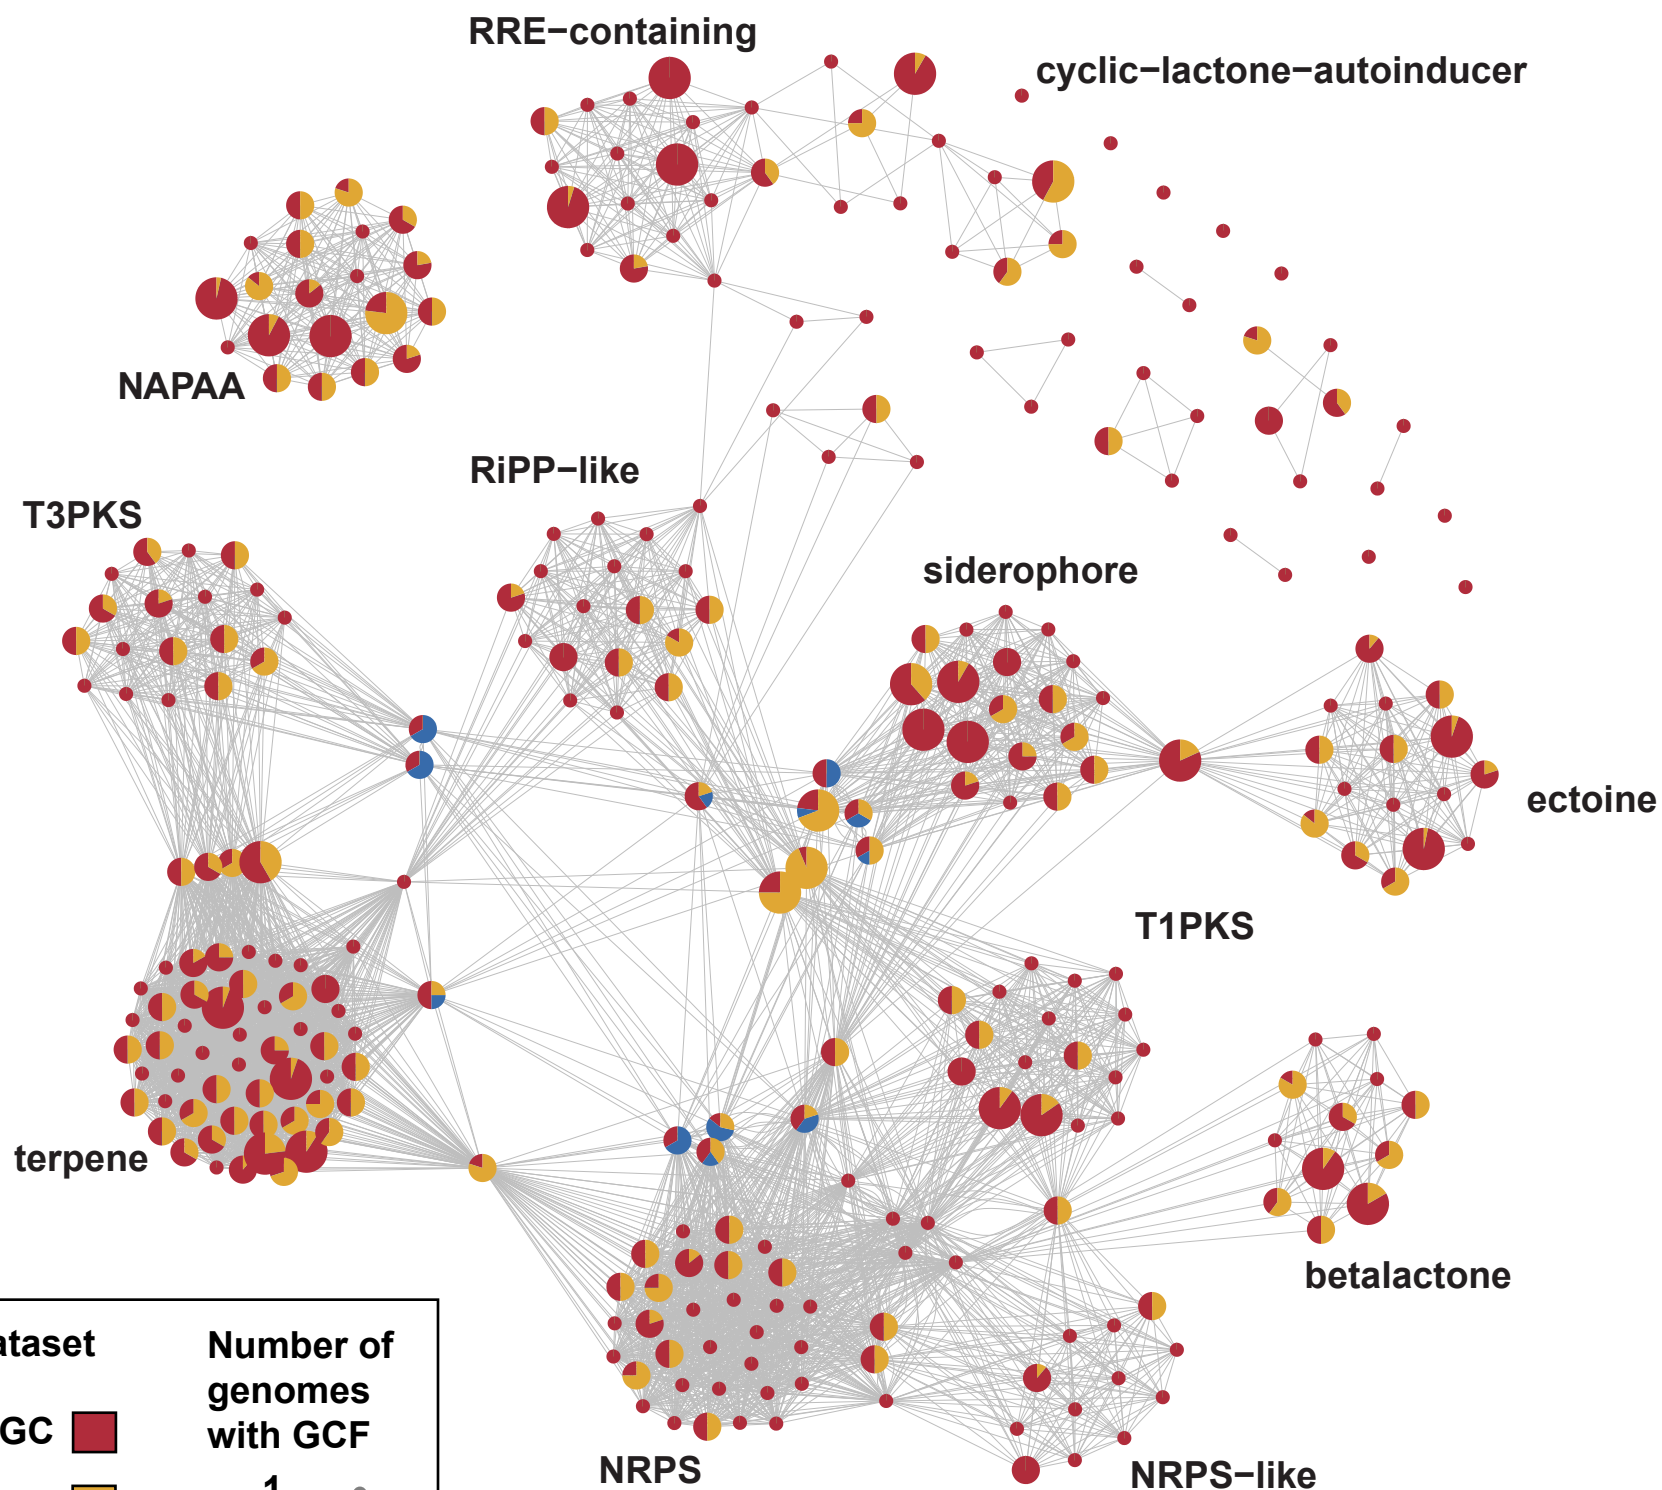 RRE−containing
cyclic−lactone−autoinducer
NAPAA
RiPP−like
T3PKS
siderophore
ectoine
T1PKS
terpene
betalactone
Number of
genomes
with GCF
GC
1
NRPS
NRPS−like